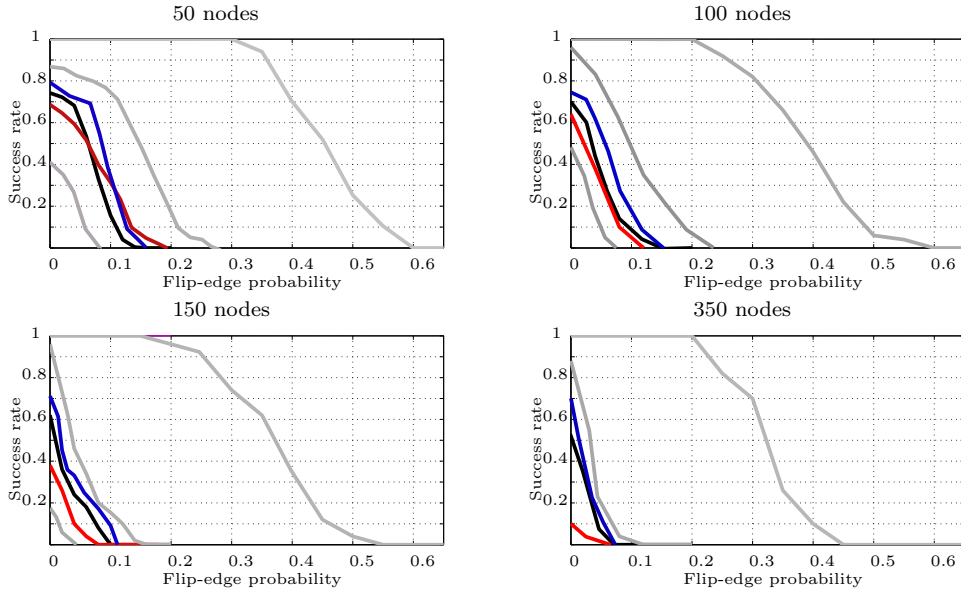 50 nodes
1
0.8
0.6
0.4
0.2
Success rate
0 0.1 0.2 0.3 0.4 0.5 0.6
Flip-edge probability
100 nodes
1
0.8
0.6
0.4
0.2
Success rate
0 0.1 0.2 0.3 0.4 0.5 0.6
Flip-edge probability
150 nodes
1
0.8
0.6
0.4
0.2
Success rate
0 0.1 0.2 0.3 0.4 0.5 0.6
Flip-edge probability
350 nodes
1
0.8
0.6
0.4
0.2
Success rate
0 0.1 0.2 0.3 0.4 0.5 0.6
Flip-edge probability